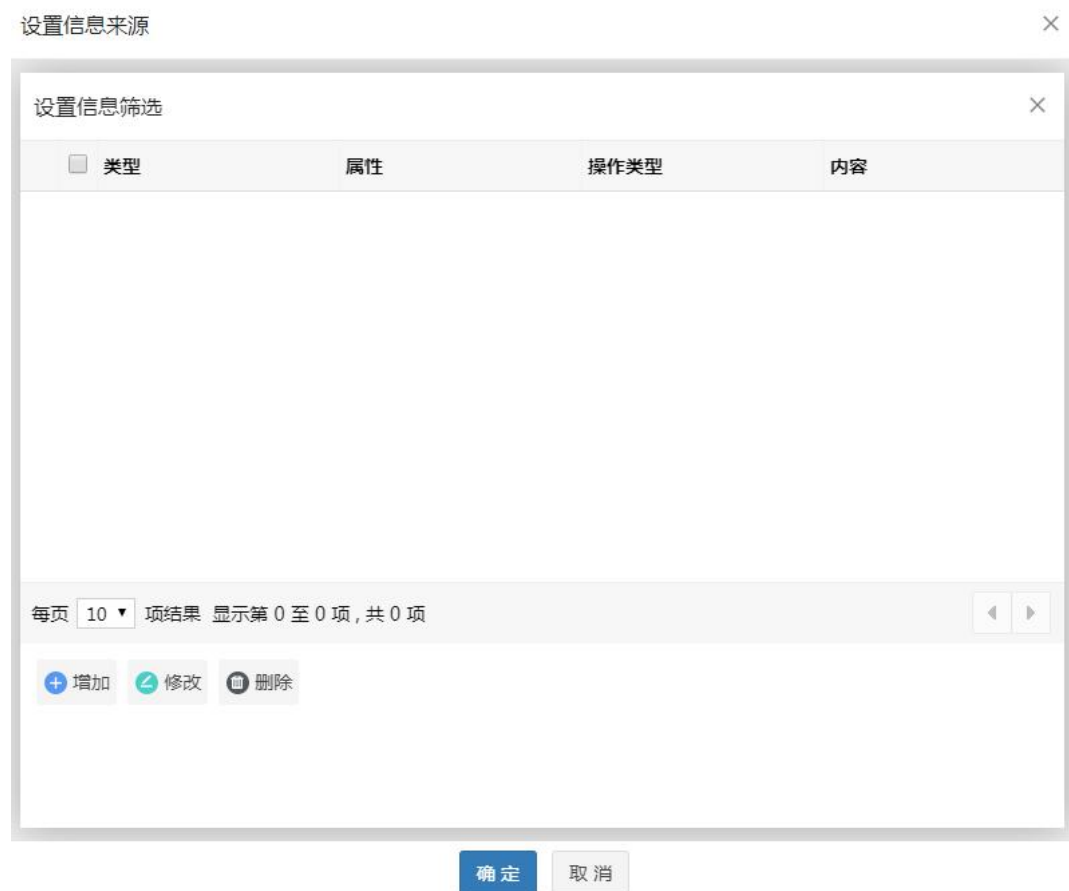 设置信息来源
设置信息筛选
类型 属性 操作类型 内容
每页 10 项结果 显示第 0 至 0 项 , 共 0 项
增加 修改 删除
确定 取消